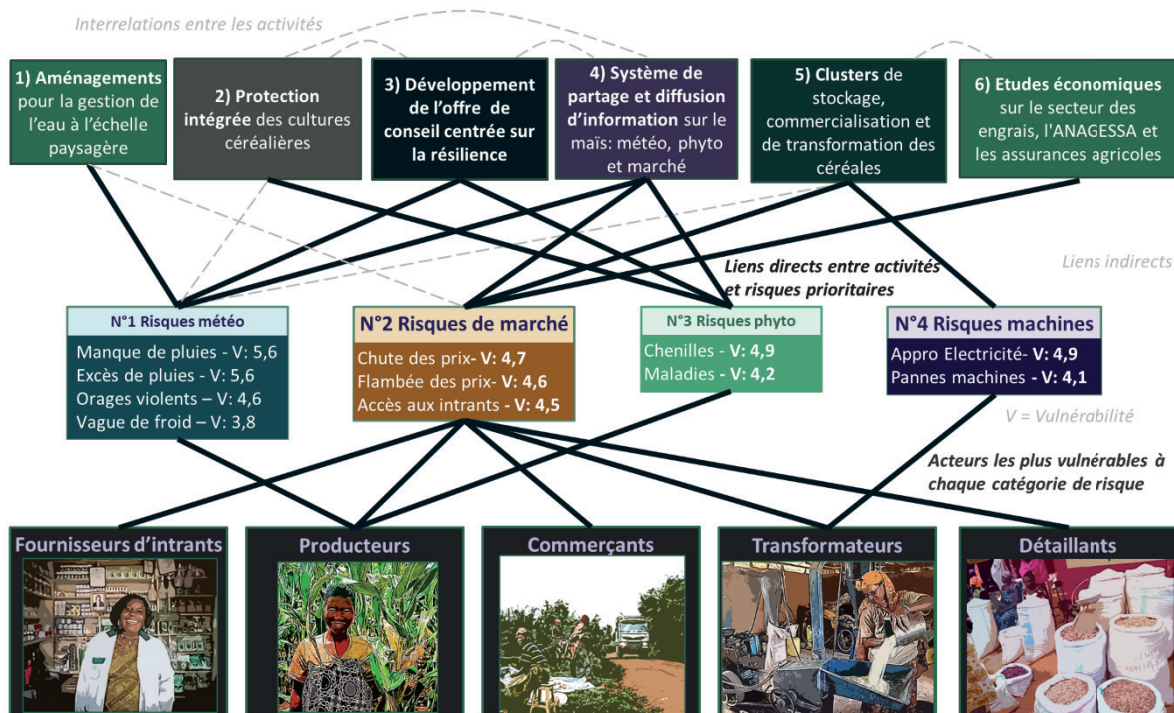 Interrelations entre les activités
1) Aménagements
pour la gestion de
l'eau à l'échelle
paysagère
2) Protection
intégrée des cultures
céréalières
3) Développement
de l'offre de
conseil centrée sur
la résilience
4) Système de
partage et diffusion
d'information sur le
maïs: météo, phyto
et marché
5) Clusters de
stockage,
commercialisation et
de transformation des
céréales
6) Etudes économiques
sur le secteur des
engrais, l'ANAGESSA et
les assurances agricoles
Liens directs entre activités
et risques prioritaires
Liens indirects
N°1 Risques météo
Manque de pluies - V: 5,6
Excès de pluies - V: 5,6
Orages violents – V: 4,6
Vague de froid – V: 3,8
N°2 Risques de marché
Chute des prix- V: 4,7
Flambée des prix- V: 4,6
Accès aux intrants - V: 4,5
N°3 Risques phyto
Chenilles - V: 4,9
Maladies - V: 4,2
N°4 Risques machines
Appro Electricité- V: 4,9
Pannes machines - V: 4,1
V = Vulnérabilité
Acteurs les plus vulnérables à
chaque catégorie de risque
Fournisseurs d'intrants
Producteurs
Commerçants
Transformateurs
Détaillants